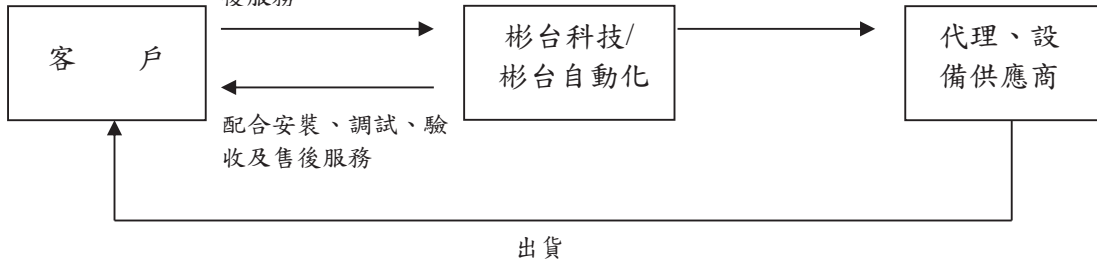 後服務
客 戶
彬台科技/
彬台自動化
代理、設
備供應商
配合安裝、調試、驗
收及售後服務
出貨